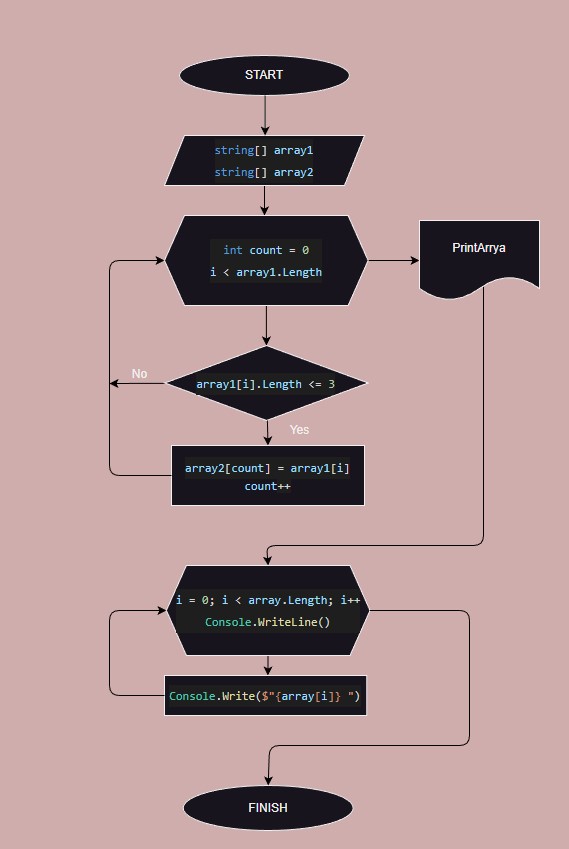 START
string[] array1
string[] array2
int count = 0
i < array1.Length
PrintArrya
array1[i].Length <= 3
No
Yes
array2[count] = array1[i]
count++
i = 0; i < array.Length; i++
Console.WriteLine()
Console.Write($"{array[i]} ")
FINISH